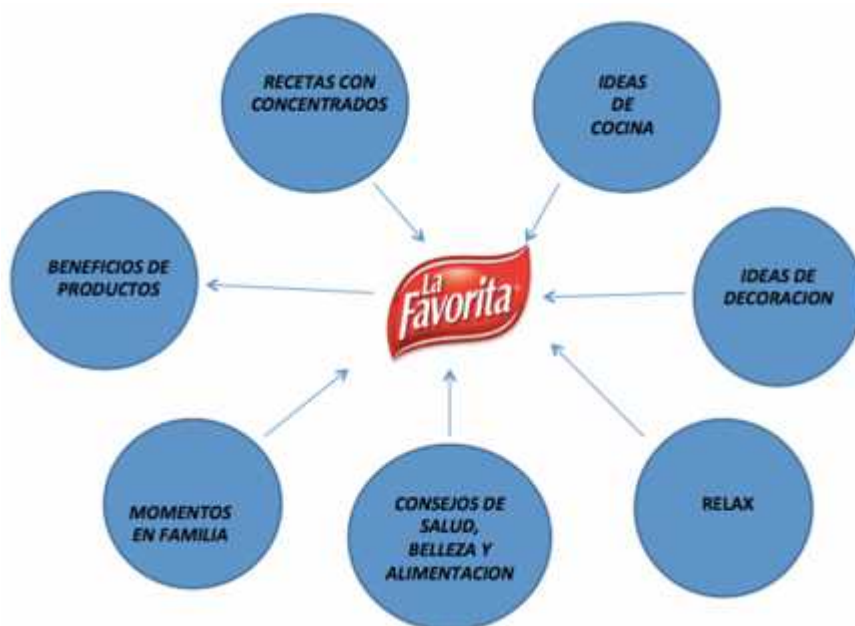 RECETAS CON
CONCENTRADOS
IDEAS
DE
COCINA
BENEFICIOS DE
PRODUCTOS
La
Favorita
IDEAS DE
DECORACION
MOMENTOS
EN FAMILIA
CONSEJOS DE
SALUD,
BELLEZA Y
ALIMENTACION
RELAX